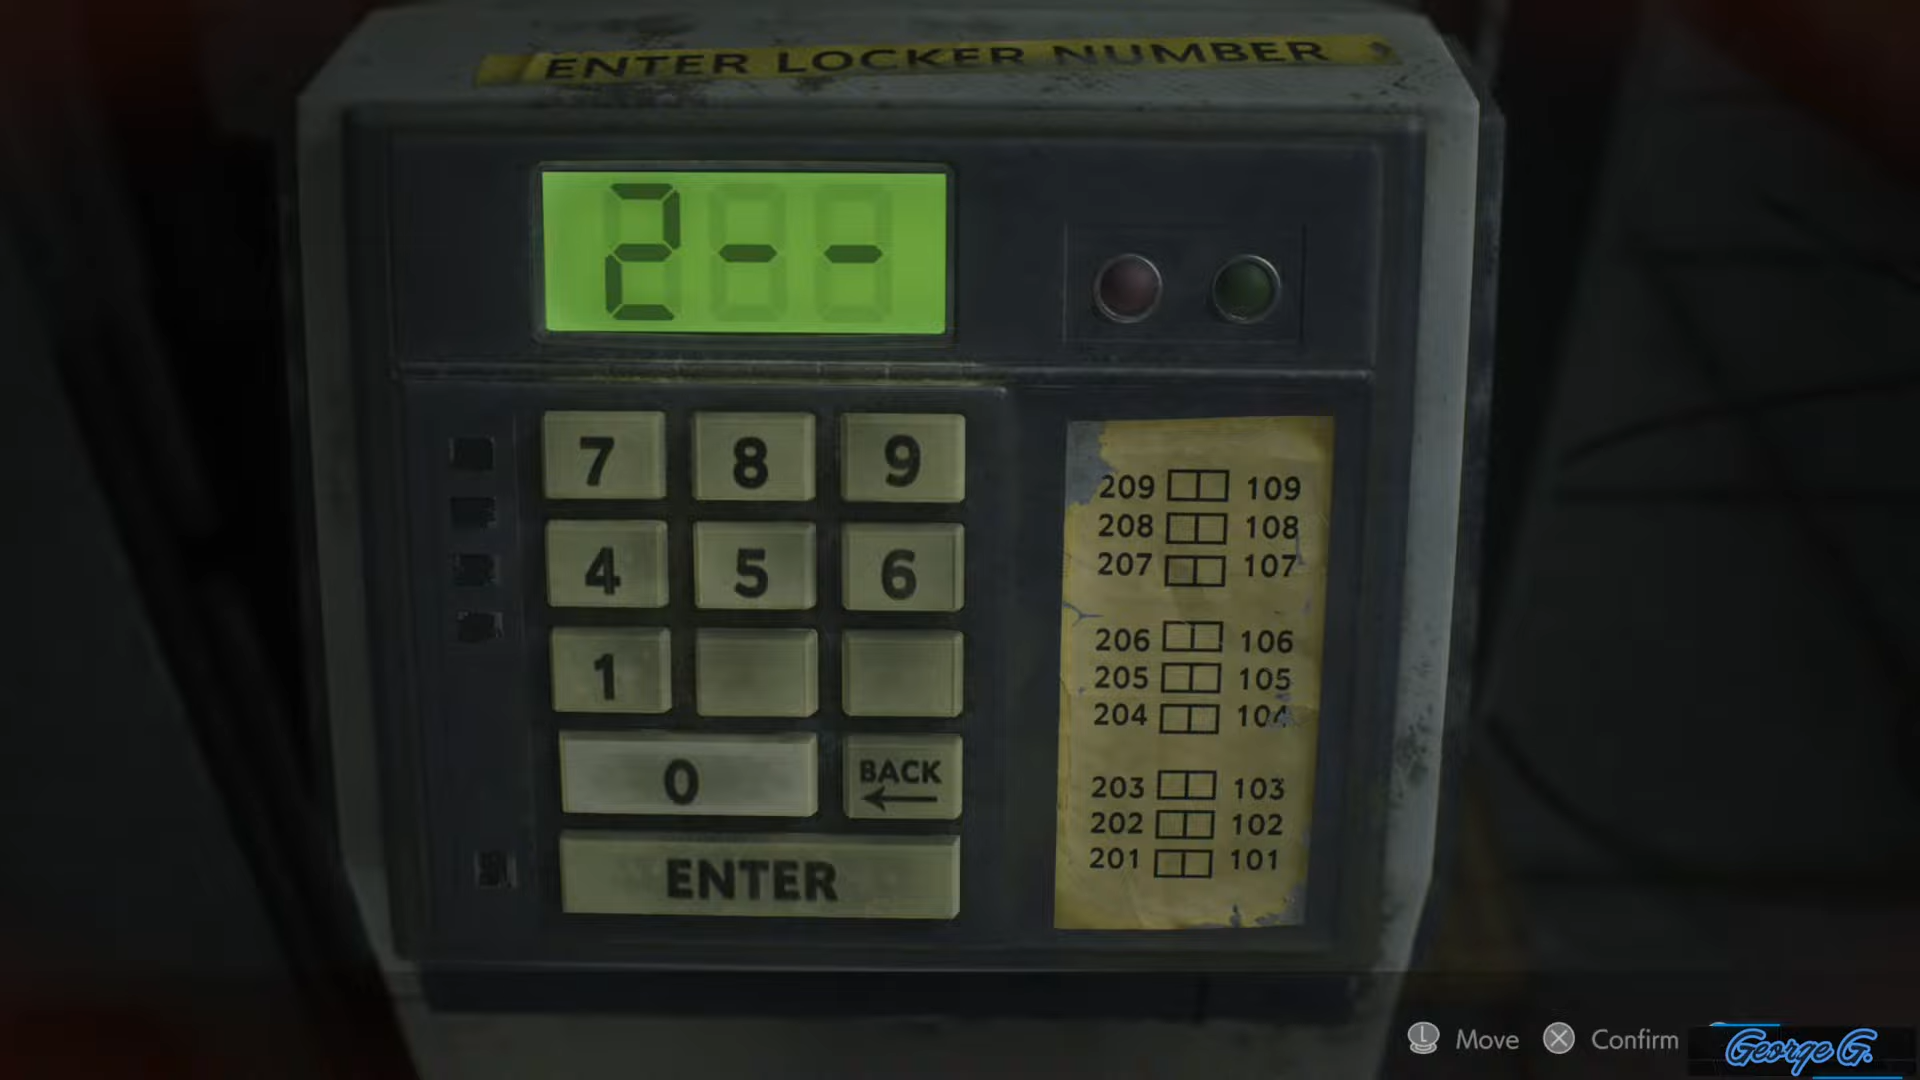 ENTER LOCKER NUMBER
2--
7 8 9
4 5 6
1
0 BACK
ENTER
209 109
208 108
207 107
206 106
205 105
204 104
203 103
202 102
201 101
L Move X Confirm
George G.